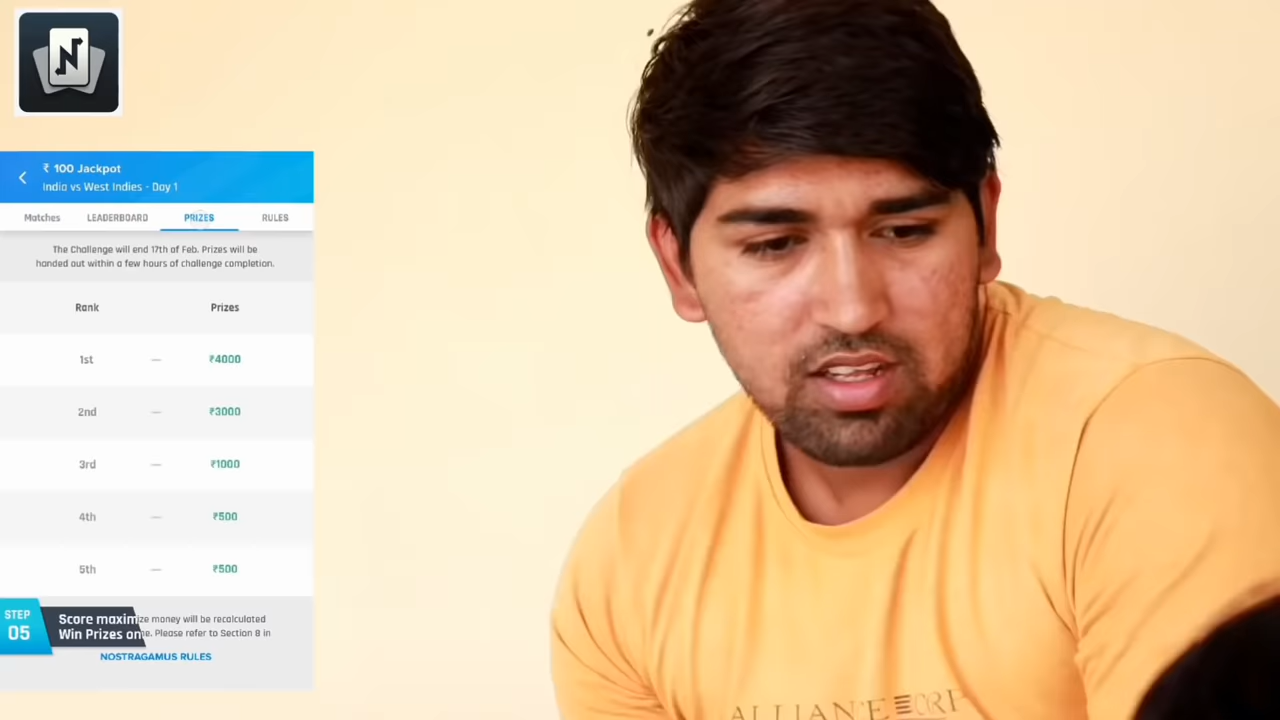 N
₹ 100 Jackpot
India vs West Indies - Day 1
Matches LEADERBOARD PRIZES RULES
The Challenge will end 17th of Feb. Prizes will be
handed out within a few hours of challenge completion.
Rank Prizes
1st — ₹4000
2nd — ₹3000
3rd — ₹1000
4th — ₹500
5th — ₹500
STEP
05
Score maxim
Win Prizes on
ze money will be recalculated
e. Please refer to Section 8 in
NOSTRAGAMUS RULES
ALLIANCE CORP